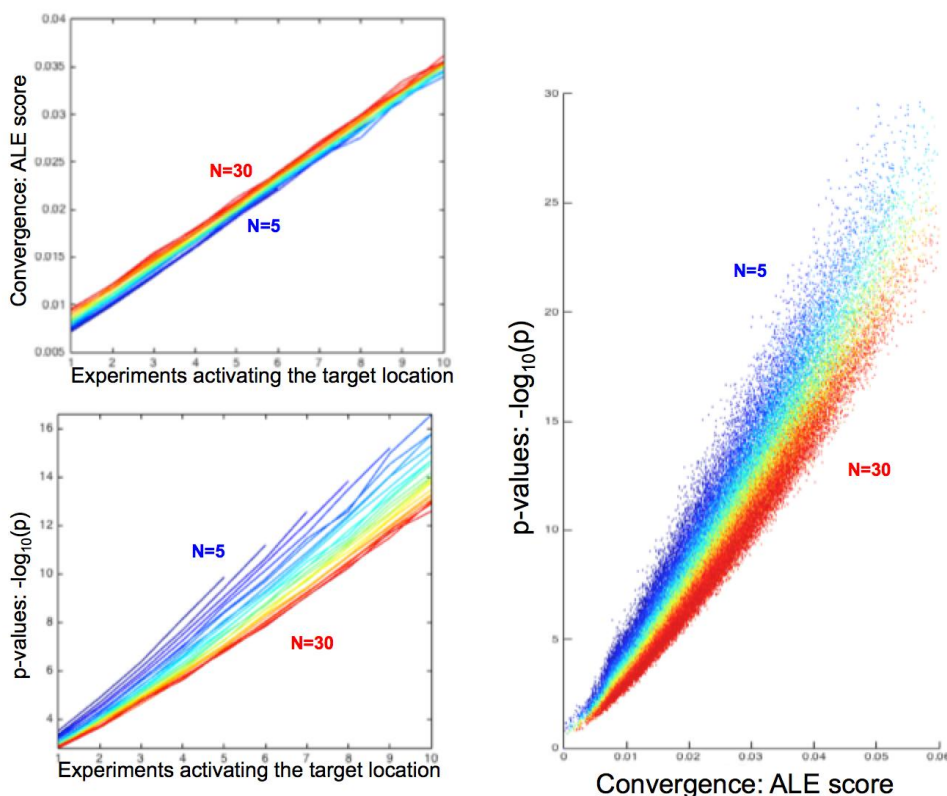 0.04
0.035
0.03
0.025
0.02
0.015
0.01
0.005
Convergence: ALE score
N=30
N=5
1 2 3 4 5 6 7 8 9 10
Experiments activating the target location
16
14
12
10
8
6
4
p-values: -log10(p)
N=5
N=30
1 2 3 4 5 6 7 8 9 10
Experiments activating the target location
30
25
20
15
10
5
0
p-values: -log10(p)
N=5
N=30
0 0.01 0.02 0.03 0.04 0.05 0.06
Convergence: ALE score